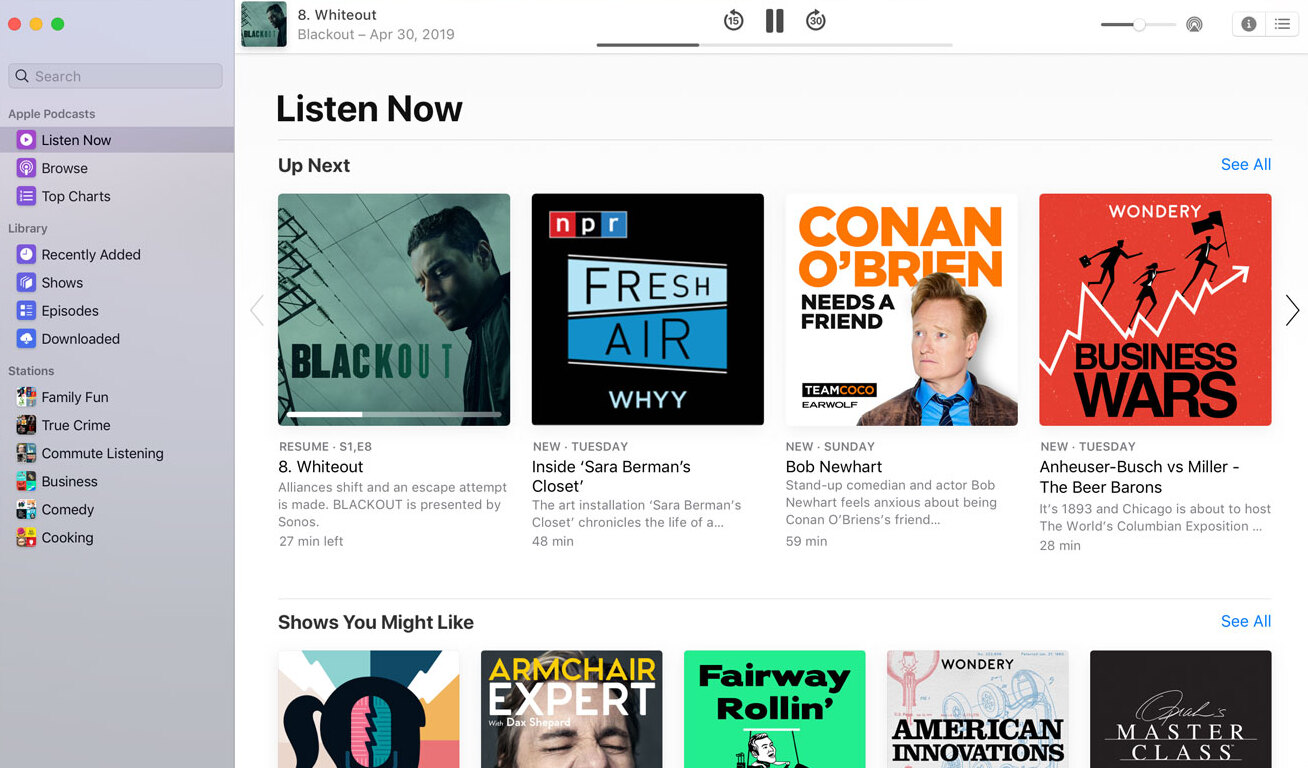 8. Whiteout
Blackout – Apr 30, 2019
15
30
Search
Apple Podcasts
Listen Now
Browse
Top Charts
Library
Recently Added
Shows
Episodes
Downloaded
Stations
Family Fun
True Crime
Commute Listening
Business
Comedy
Cooking
Listen Now
Up Next
See All
BLACKOUT
RESUME · S1,E8
8. Whiteout
Alliances shift and an escape attempt
is made. BLACKOUT is presented by
Sonos.
27 min left
npr
FRESH
AIR
WHYY
NEW · TUESDAY
Inside ‘Sara Berman’s
Closet’
The art installation ‘Sara Berman’s
Closet’ chronicles the life of a...
48 min
CONAN
O’BRIEN
NEEDS A
FRIEND
TEAMCOCO
EARWOLF
NEW · SUNDAY
Bob Newhart
Stand-up comedian and actor Bob
Newhart feels anxious about being
Conan O’Briens’s friend...
59 min
WONDERY
BUSINESS
WARS
NEW · TUESDAY
Anheuser-Busch vs Miller -
The Beer Barons
It’s 1893 and Chicago is about to host
The World’s Columbian Exposition ...
28 min
Shows You Might Like
See All
ARMCHAIR
EXPERT
With Dax Shepard
Fairway
Rollin’
WONDERY
AMERICAN
INNOVATIONS
Oprah’s
MASTER
CLASS